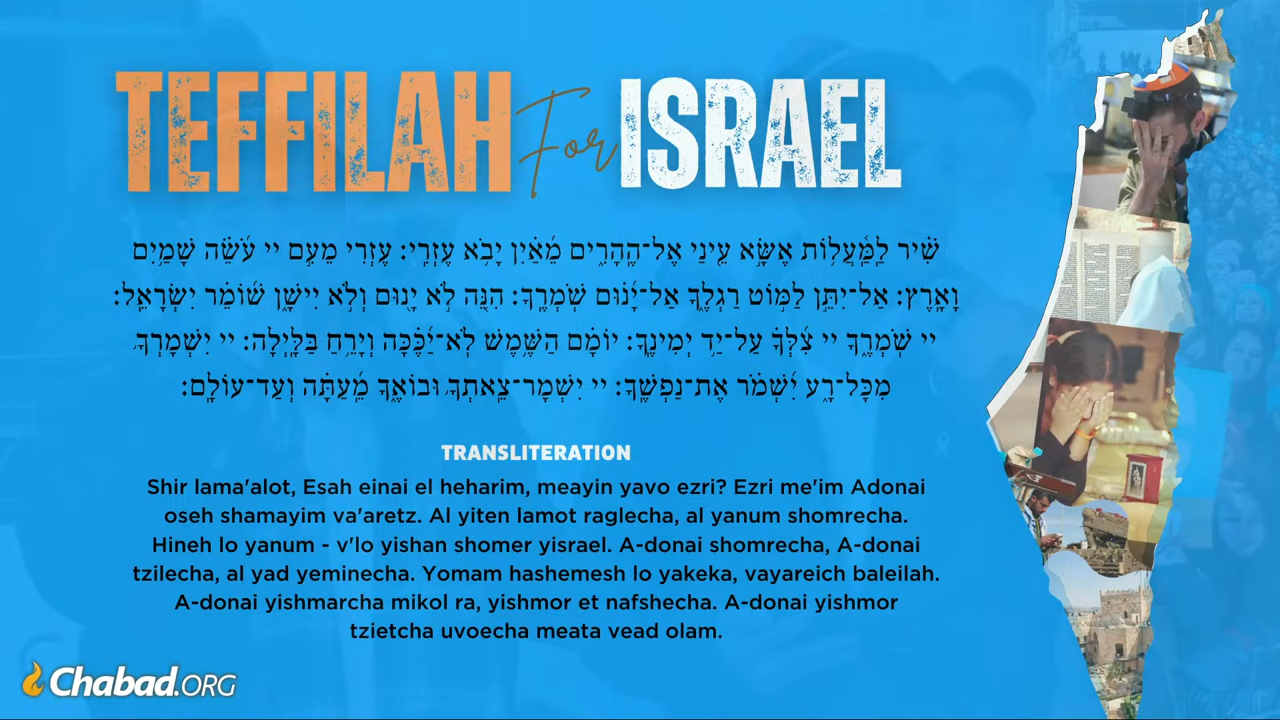 TEFFILAH For ISRAEL
שִׁ֗יר לַֽמַּ֫עֲל֥וֹת אֶשָּׂ֣א עֵ֭ינַי אֶל־הֶהָרִ֑ים מֵ֝אַ֗יִן יָבֹ֥א עֶזְרִֽי׃ עֶ֭זְרִי מֵעִ֣ם יי עֹ֝שֵׂ֗ה שָׁמַ֥יִם
וָאָֽרֶץ׃ אַל־יִתֵּ֣ן לַמּ֣וֹט רַגְלֶ֑ךָ אַל־יָ֝נ֗וּם שֹֽׁמְרֶֽךָ׃ הִנֵּ֣ה לֹ֣א יָ֭נוּם וְלֹ֣א יִישָׁ֑ן שׁ֝וֹמֵ֗ר יִשְׂרָאֵֽל׃
יי שֹׁמְרֶ֑ךָ יי צִ֝לְּךָ֗ עַל־יַ֥ד יְמִינֶֽךָ׃ יוֹמָ֗ם הַשֶּׁ֥מֶשׁ לֹֽא־יַכֶּ֗כָּה וְיָרֵ֥חַ בַּלָּֽיְלָה׃ יי יִשְׁמׇרְךָ֥
מִכׇּל־רָ֑ע יִ֝שְׁמֹ֗ר אֶת־נַפְשֶֽׁךָ׃ יי יִשְׁמׇר־צֵאתְךָ֥ וּבוֹאֶ֑ךָ מֵ֝עַתָּ֗ה וְעַד־עוֹלָֽם׃
TRANSLITERATION
Shir lama'alot, Esah einai el heharim, meayin yavo ezri? Ezri me'im Adonai
oseh shamayim va'aretz. Al yiten lamot raglecha, al yanum shomrecha.
Hineh lo yanum - v'lo yishan shomer yisrael. A-donai shomrecha, A-donai
tzilecha, al yad yeminecha. Yomam hashemesh lo yakeka, vayareich baleilah.
A-donai yishmarcha mikol ra, yishmor et nafshecha. A-donai yishmor
tzietcha uvoecha meata vead olam.
Chabad.ORG